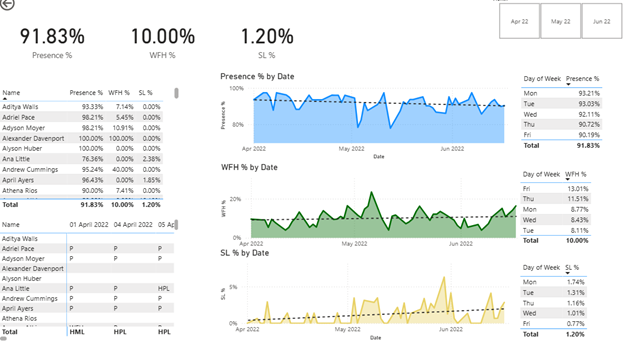 Apr 22 May 22 Jun 22
91.83% 10.00% 1.20%
Presence % WFH % SL %
Name Presence % WFH % SL %
Aditya Walls 93.33% 7.14% 0.00%
Adriel Pace 98.21% 5.45% 0.00%
Adyson Moyer 98.21% 10.91% 0.00%
Alexander Davenport 100.00% 100.00% 0.00%
Alyson Huber 100.00% 0.00% 0.00%
Ana Little 76.36% 0.00% 2.38%
Andrew Cummings 95.24% 40.00% 0.00%
April Ayers 96.43% 0.00% 1.85%
Athena Rios 90.00% 7.41% 0.00%
Total 91.83% 10.00% 1.20%
Name 01 April 2022 04 April 2022 05 Ap
Aditya Walls
Adriel Pace P P P
Adyson Moyer P P P
Alexander Davenport
Alyson Huber
Ana Little P P HPL
Andrew Cummings P P P
April Ayers P P P
Total HML HPL HPL
Presence % by Date
Presence %
100%
80%
Apr 2022 May 2022 Jun 2022
Date
WFH % by Date
WFH %
20%
0%
Apr 2022 May 2022 Jun 2022
SL % by Date
SL %
5%
0%
Apr 2022 May 2022 Jun 2022
Date
Day of Week Presence %
Mon 93.21%
Tue 93.03%
Wed 92.11%
Thu 90.72%
Fri 90.19%
Total 91.83%
Day of Week WFH %
Fri 13.01%
Thu 11.51%
Mon 8.77%
Wed 8.43%
Tue 8.11%
Total 10.00%
Day of Week SL %
Mon 1.74%
Tue 1.31%
Thu 1.16%
Wed 1.01%
Fri 0.77%
Total 1.20%